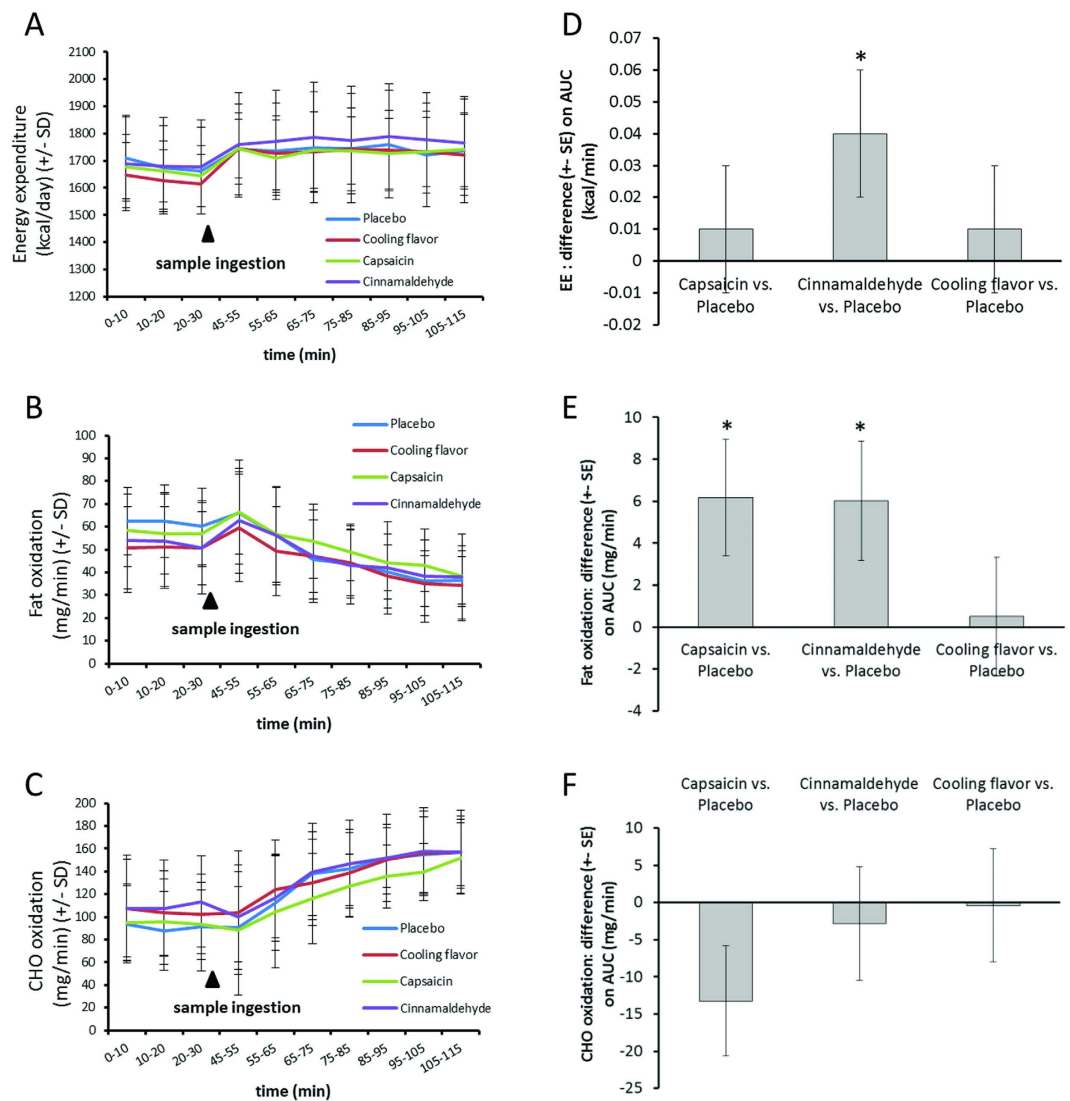 A
Energy expenditure
(kcal/day) (+/- SD)
2100
2000
1900
1800
1700
1600
1500
1400
1300
1200
Placebo
Cooling flavor
Capsaicin
Cinnamaldehyde
sample ingestion
0-10
10-20
20-30
45-55
55-65
65-75
75-85
85-95
95-105
105-115
time (min)
D
EE : difference (+- SE) on AUC
(kcal/min)
0.07
0.06
0.05
0.04
0.03
0.02
0.01
0
-0.01
-0.02
*
Capsaicin vs.
Placebo
Cinnamaldehyde
vs. Placebo
Cooling flavor vs.
Placebo
B
Fat oxidation
(mg/min) (+/- SD)
100
90
80
70
60
50
40
30
20
10
0
Placebo
Cooling flavor
Capsaicin
Cinnamaldehyde
sample ingestion
0-10
10-20
20-30
45-55
55-65
65-75
75-85
85-95
95-105
105-115
time (min)
E
Fat oxidation: difference (+- SE)
on AUC (mg/min)
10
8
6
4
2
0
-2
-4
*
*
Capsaicin vs.
Placebo
Cinnamaldehyde
vs. Placebo
Cooling flavor vs.
Placebo
C
CHO oxidation
(mg/min) (+/- SD)
200
180
160
140
120
100
80
60
40
20
0
Placebo
Cooling flavor
Capsaicin
Cinnamaldehyde
sample ingestion
0-10
10-20
20-30
45-55
55-65
65-75
75-85
85-95
95-105
105-115
time (min)
F
CHO oxidation: difference (+- SE)
on AUC (mg/min)
Capsaicin vs.
Placebo
Cinnamaldehyde
vs. Placebo
Cooling flavor vs.
Placebo
10
5
0
-5
-10
-15
-20
-25